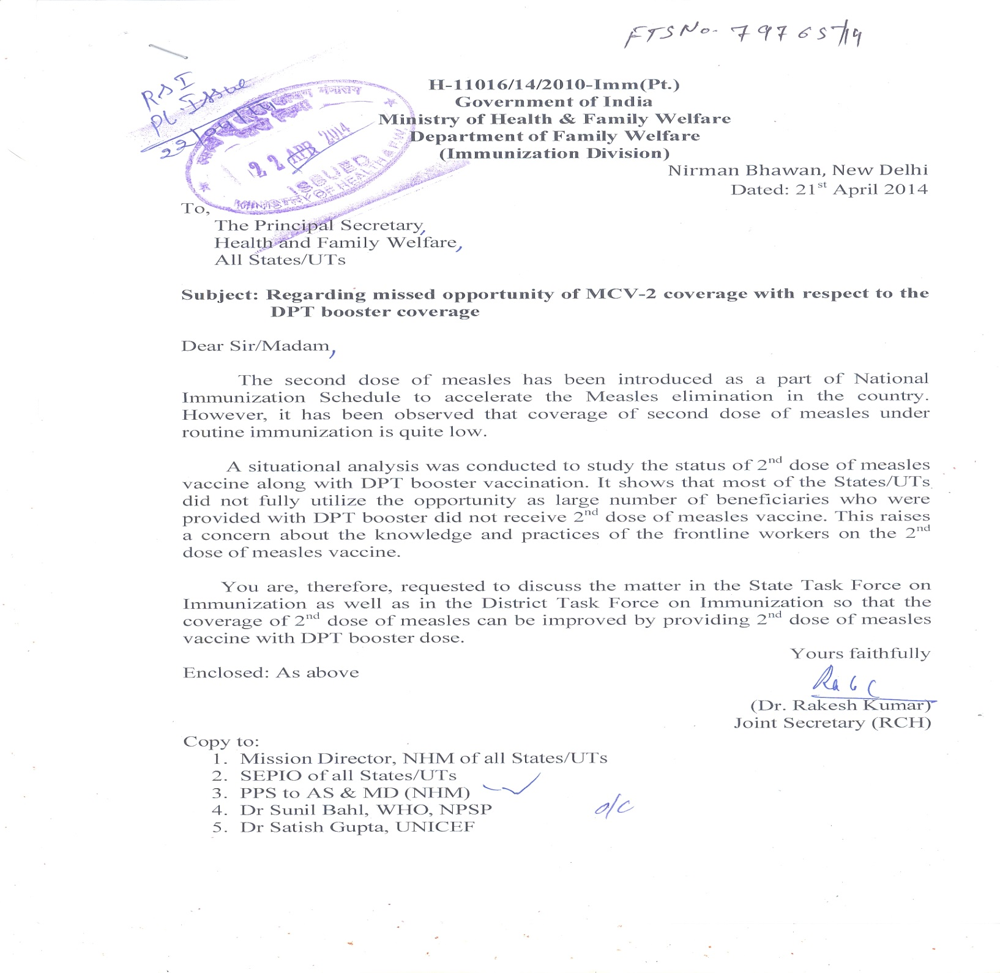 FTS No. 79765/14
RSI
Pl. Issue
22/04/14
मंत्रालय
22 APR 2014
ISSUED
MINISTRY OF HEALTH & F.W.
H-11016/14/2010-Imm(Pt.)
Government of India
Ministry of Health & Family Welfare
Department of Family Welfare
(Immunization Division)
Nirman Bhawan, New Delhi
Dated: 21st April 2014
To,
The Principal Secretary,
Health and Family Welfare,
All States/UTs
Subject: Regarding missed opportunity of MCV-2 coverage with respect to the
DPT booster coverage
Dear Sir/Madam,
The second dose of measles has been introduced as a part of National
Immunization Schedule to accelerate the Measles elimination in the country.
However, it has been observed that coverage of second dose of measles under
routine immunization is quite low.
A situational analysis was conducted to study the status of 2nd dose of measles
vaccine along with DPT booster vaccination. It shows that most of the States/UTs
did not fully utilize the opportunity as large number of beneficiaries who were
provided with DPT booster did not receive 2nd dose of measles vaccine. This raises
a concern about the knowledge and practices of the frontline workers on the 2nd
dose of measles vaccine.
You are, therefore, requested to discuss the matter in the State Task Force on
Immunization as well as in the District Task Force on Immunization so that the
coverage of 2nd dose of measles can be improved by providing 2nd dose of measles
vaccine with DPT booster dose.
Yours faithfully
Enclosed: As above
(Dr. Rakesh Kumar)
Joint Secretary (RCH)
Copy to:
1. Mission Director, NHM of all States/UTs
2. SEPIO of all States/UTs
3. PPS to AS & MD (NHM)
4. Dr Sunil Bahl, WHO, NPSP
o/c
5. Dr Satish Gupta, UNICEF